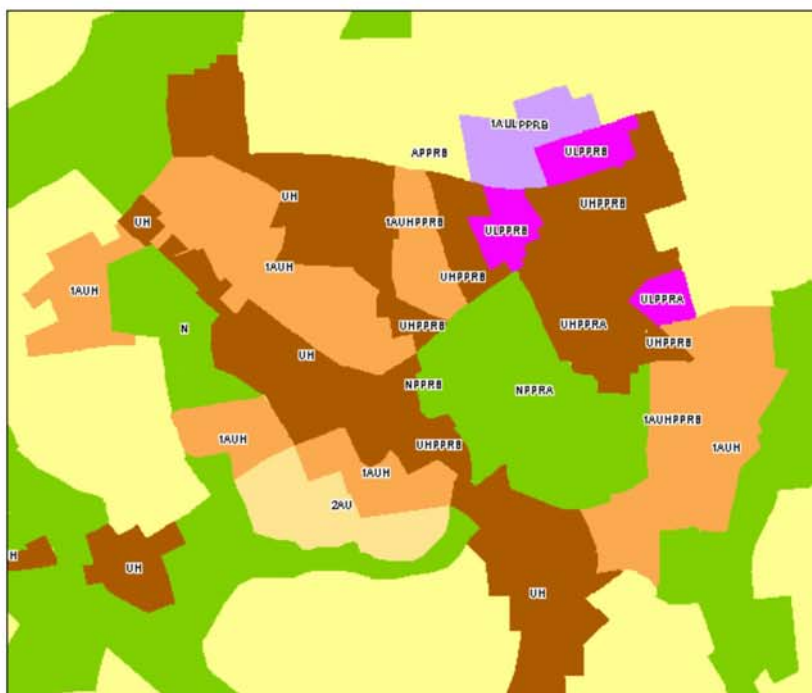 1AULPPRB
APPRB
ULPPRB
UH
UHPPRB
UH
1AUHPPRB
ULPPRB
1AUH
UHPPRB
1AUH
ULPPRA
N
UHPPRB
UHPPRA
UHPPRB
UH
NPPRB
NPPRA
1AUHPPRB
1AUH
UHPPRB
1AUH
1AUH
2AU
H
UH
UH